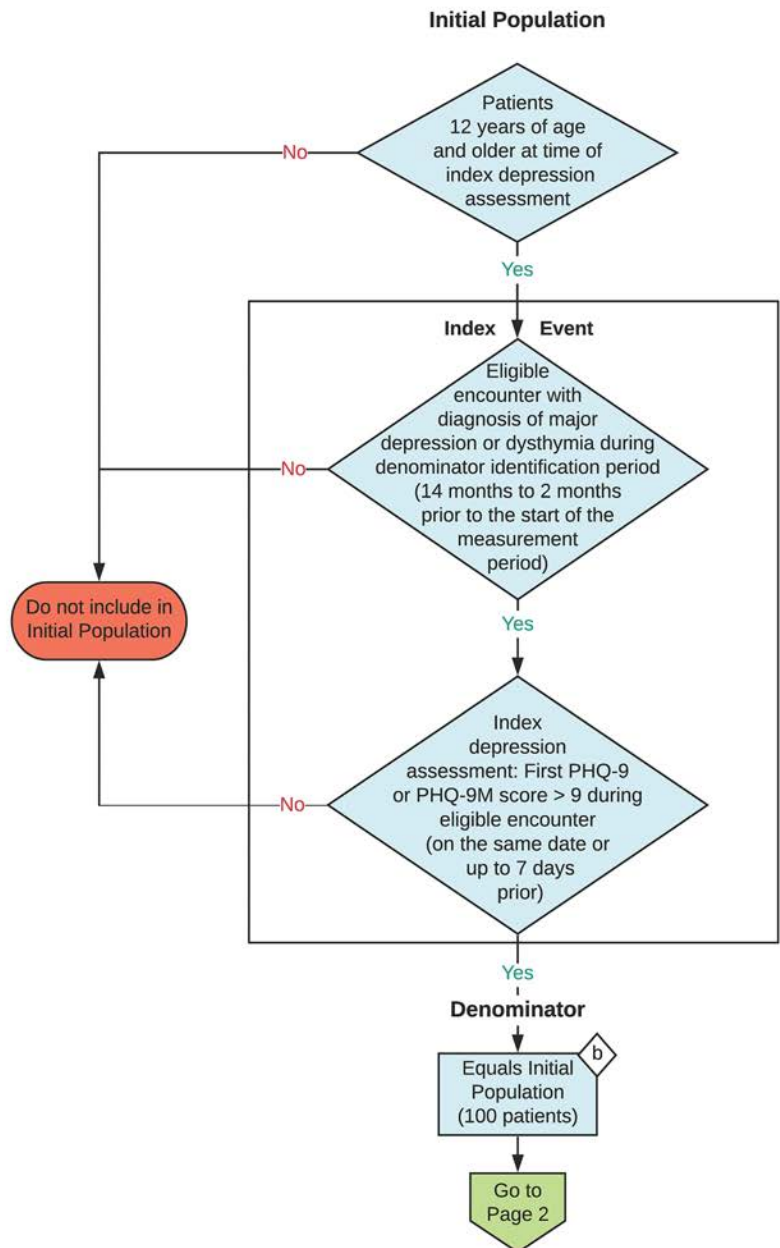 Initial Population
Patients
12 years of age
and older at time of
index depression
assessment
No
Yes
Index Event
Eligible
encounter with
diagnosis of major
depression or dysthymia during
denominator identification period
(14 months to 2 months
prior to the start of the
measurement
period)
No
Yes
Do not include in
Initial Population
Index
depression
assessment: First PHQ-9
or PHQ-9M score > 9 during
eligible encounter
(on the same date or
up to 7 days
prior)
No
Yes
Denominator
b
Equals Initial
Population
(100 patients)
Go to
Page 2